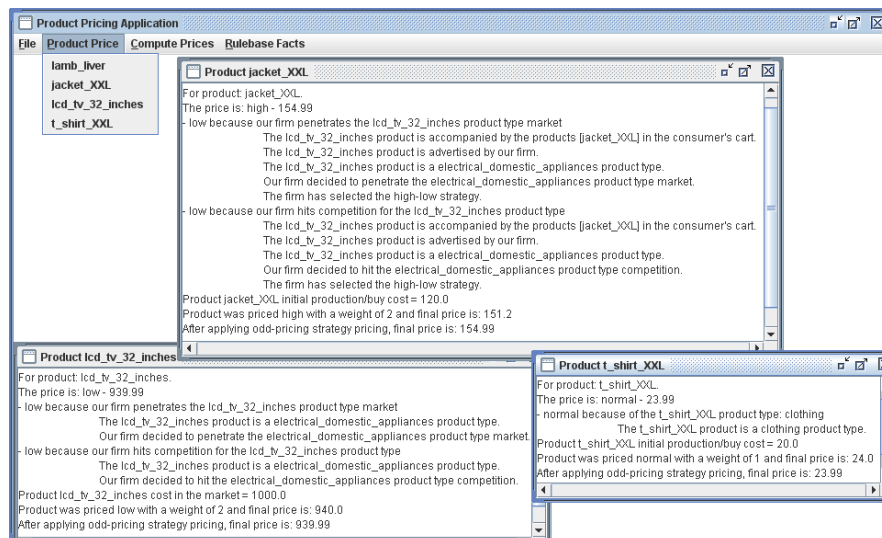 Product Pricing Application
File Product Price Compute Prices Rulebase Facts
lamb_liver
jacket_XXL
lcd_tv_32_inches
t_shirt_XXL
Product jacket_XXL
For product: jacket_XXL.
The price is: high - 154.99
- low because our firm penetrates the lcd_tv_32_inches product type market
The lcd_tv_32_inches product is accompanied by the products [jacket_XXL] in the consumer's cart.
The lcd_tv_32_inches product is advertised by our firm.
The lcd_tv_32_inches product is a electrical_domestic_appliances product type.
Our firm decided to penetrate the electrical_domestic_appliances product type market.
The firm has selected the high-low strategy.
- low because our firm hits competition for the lcd_tv_32_inches product type
The lcd_tv_32_inches product is accompanied by the products [jacket_XXL] in the consumer's cart.
The lcd_tv_32_inches product is advertised by our firm.
The lcd_tv_32_inches product is a electrical_domestic_appliances product type.
Our firm decided to hit the electrical_domestic_appliances product type competition.
The firm has selected the high-low strategy.
Product jacket_XXL initial production/buy cost = 120.0
Product was priced high with a weight of 2 and final price is: 151.2
After applying odd-pricing strategy pricing, final price is: 154.99
Product lcd_tv_32_inches
For product: lcd_tv_32_inches.
The price is: low - 939.99
- low because our firm penetrates the lcd_tv_32_inches product type market
The lcd_tv_32_inches product is a electrical_domestic_appliances product type.
Our firm decided to penetrate the electrical_domestic_appliances product type market.
- low because our firm hits competition for the lcd_tv_32_inches product type
The lcd_tv_32_inches product is a electrical_domestic_appliances product type.
Our firm decided to hit the electrical_domestic_appliances product type competition.
Product lcd_tv_32_inches cost in the market = 1000.0
Product was priced low with a weight of 2 and final price is: 940.0
After applying odd-pricing strategy pricing, final price is: 939.99
Product t_shirt_XXL
For product: t_shirt_XXL.
The price is: normal - 23.99
- normal because of the t_shirt_XXL product type: clothing
The t_shirt_XXL product is a clothing product type.
Product t_shirt_XXL initial production/buy cost = 20.0
Product was priced normal with a weight of 1 and final price is: 24.0
After applying odd-pricing strategy pricing, final price is: 23.99